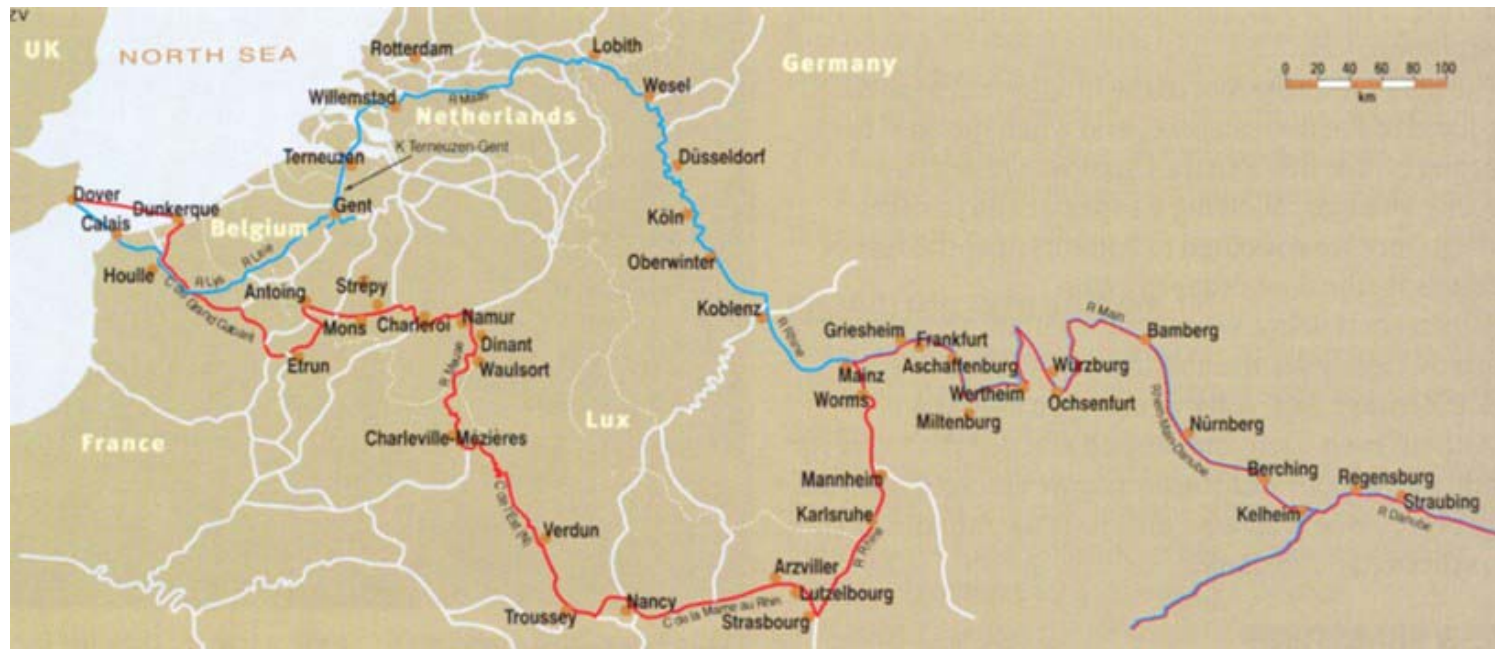 ZV
UK
NORTH SEA
Rotterdam
Lobith
Germany
0 20 40 60 80 100
km
Wesel
Willemstad
R Maas
Netherlands
K Terneuzen-Gent
Terneuzen
Düsseldorf
Dover
Dunkerque
Gent
Köln
Calais
Belgium
R Leie
Oberwinter
Houlle
R Lys
C de Grand Gabarit
Antoing
Strépy
Koblenz
R Rhine
Mons
Charleroi
Namur
Dinant
Etrun
R Meuse
Waulsort
Griesheim
Frankfurt
R Main
Bamberg
Mainz
Aschaffenburg
Würzburg
Worms
Wertheim
Ochsenfurt
Miltenburg
Rhein-Main-Danube
Nürnberg
Lux
France
Charleville-Mézières
C de l'Est (N)
Mannheim
Berching
Regensburg
Straubing
Karlsruhe
Kelheim
R Danube
Verdun
R Rhine
Arzviller
Lutzelbourg
Troussey
Nancy
C de la Marne au Rhin
Strasbourg